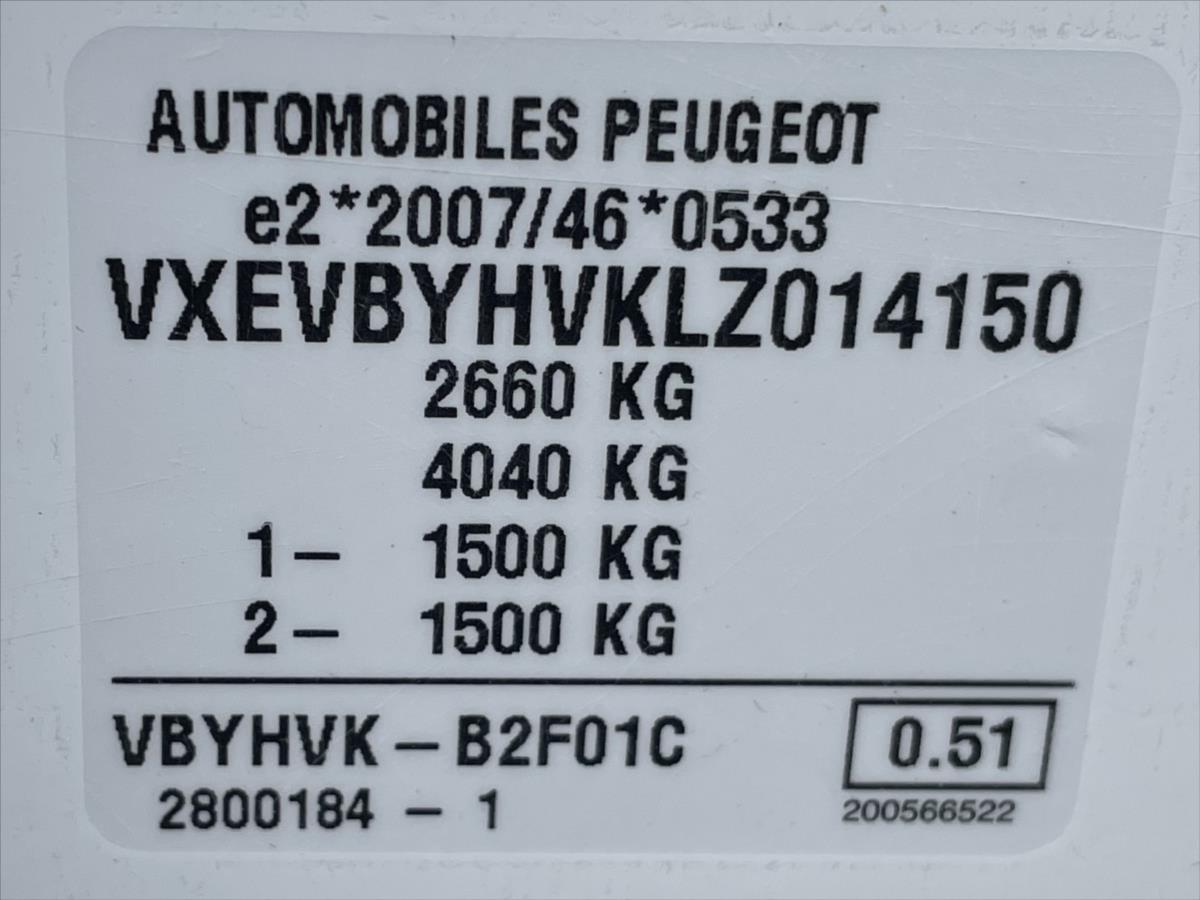 AUTOMOBILES PEUGEOT
e2*2007/46*0533
VXEVBYHVKLZ014150
2660 KG
4040 KG
1– 1500 KG
2– 1500 KG
VBYHVK – B2F01C
0.51
2800184 – 1
200566522